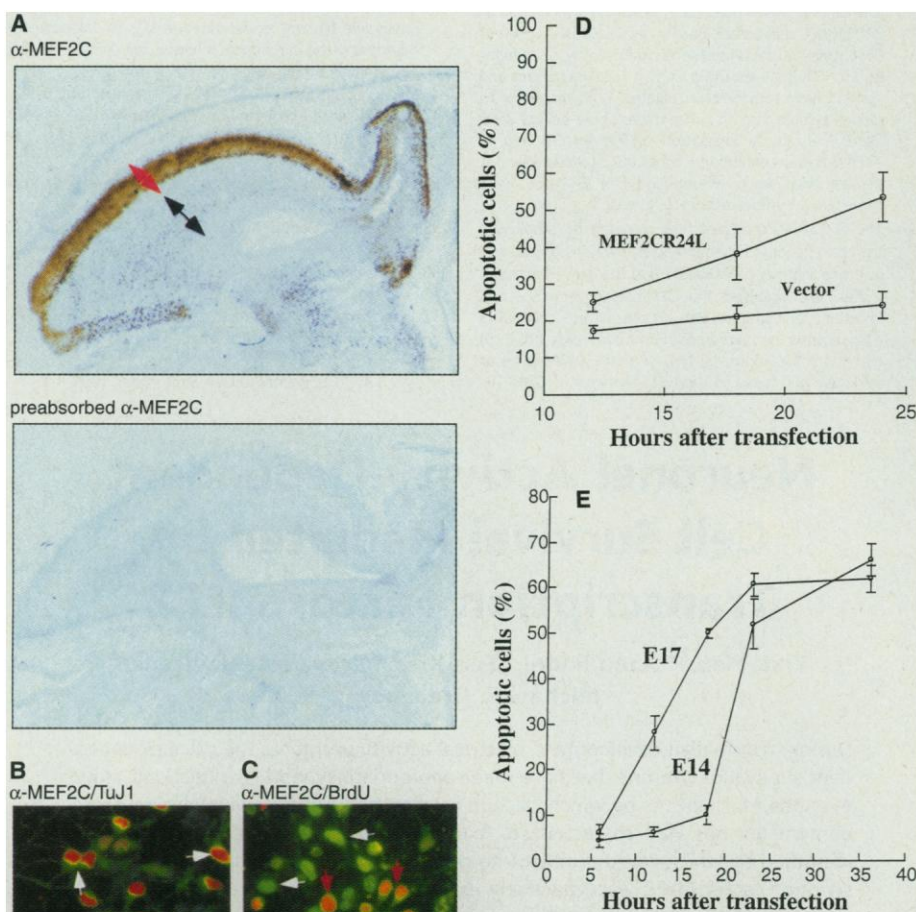 A
α-MEF2C
preabsorbed α-MEF2C
B
α-MEF2C/TuJ1
C
α-MEF2C/BrdU
D
Apoptotic cells (%)
100
90
80
70
60
50
40
30
20
10
0
MEF2CR24L
Vector
10 15 20 25
Hours after transfection
E
Apoptotic cells (%)
80
70
60
50
40
30
20
10
0
E17
E14
0 5 10 15 20 25 30 35 40
Hours after transfection